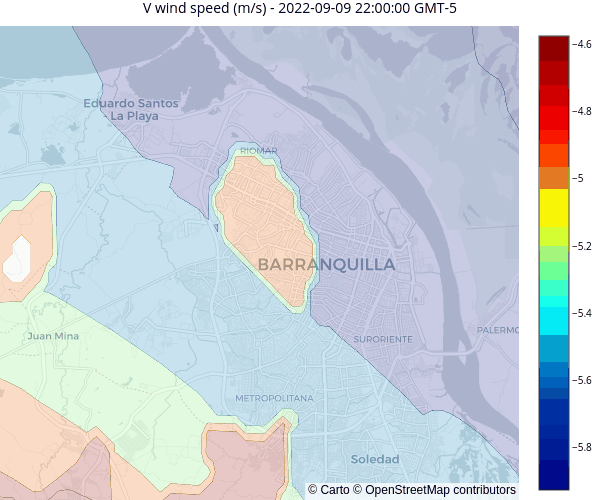 V wind speed (m/s) - 2022-09-09 22:00:00 GMT-5
−4.6
−4.8
−5
−5.2
−5.4
−5.6
−5.8
Eduardo Santos
- La Playa
RIOMAR
BARRANQUILLA
Juan Mina
SURORIENTE
PALERMO
METROPOLITANA
Soledad
© Carto © OpenStreetMap contributors